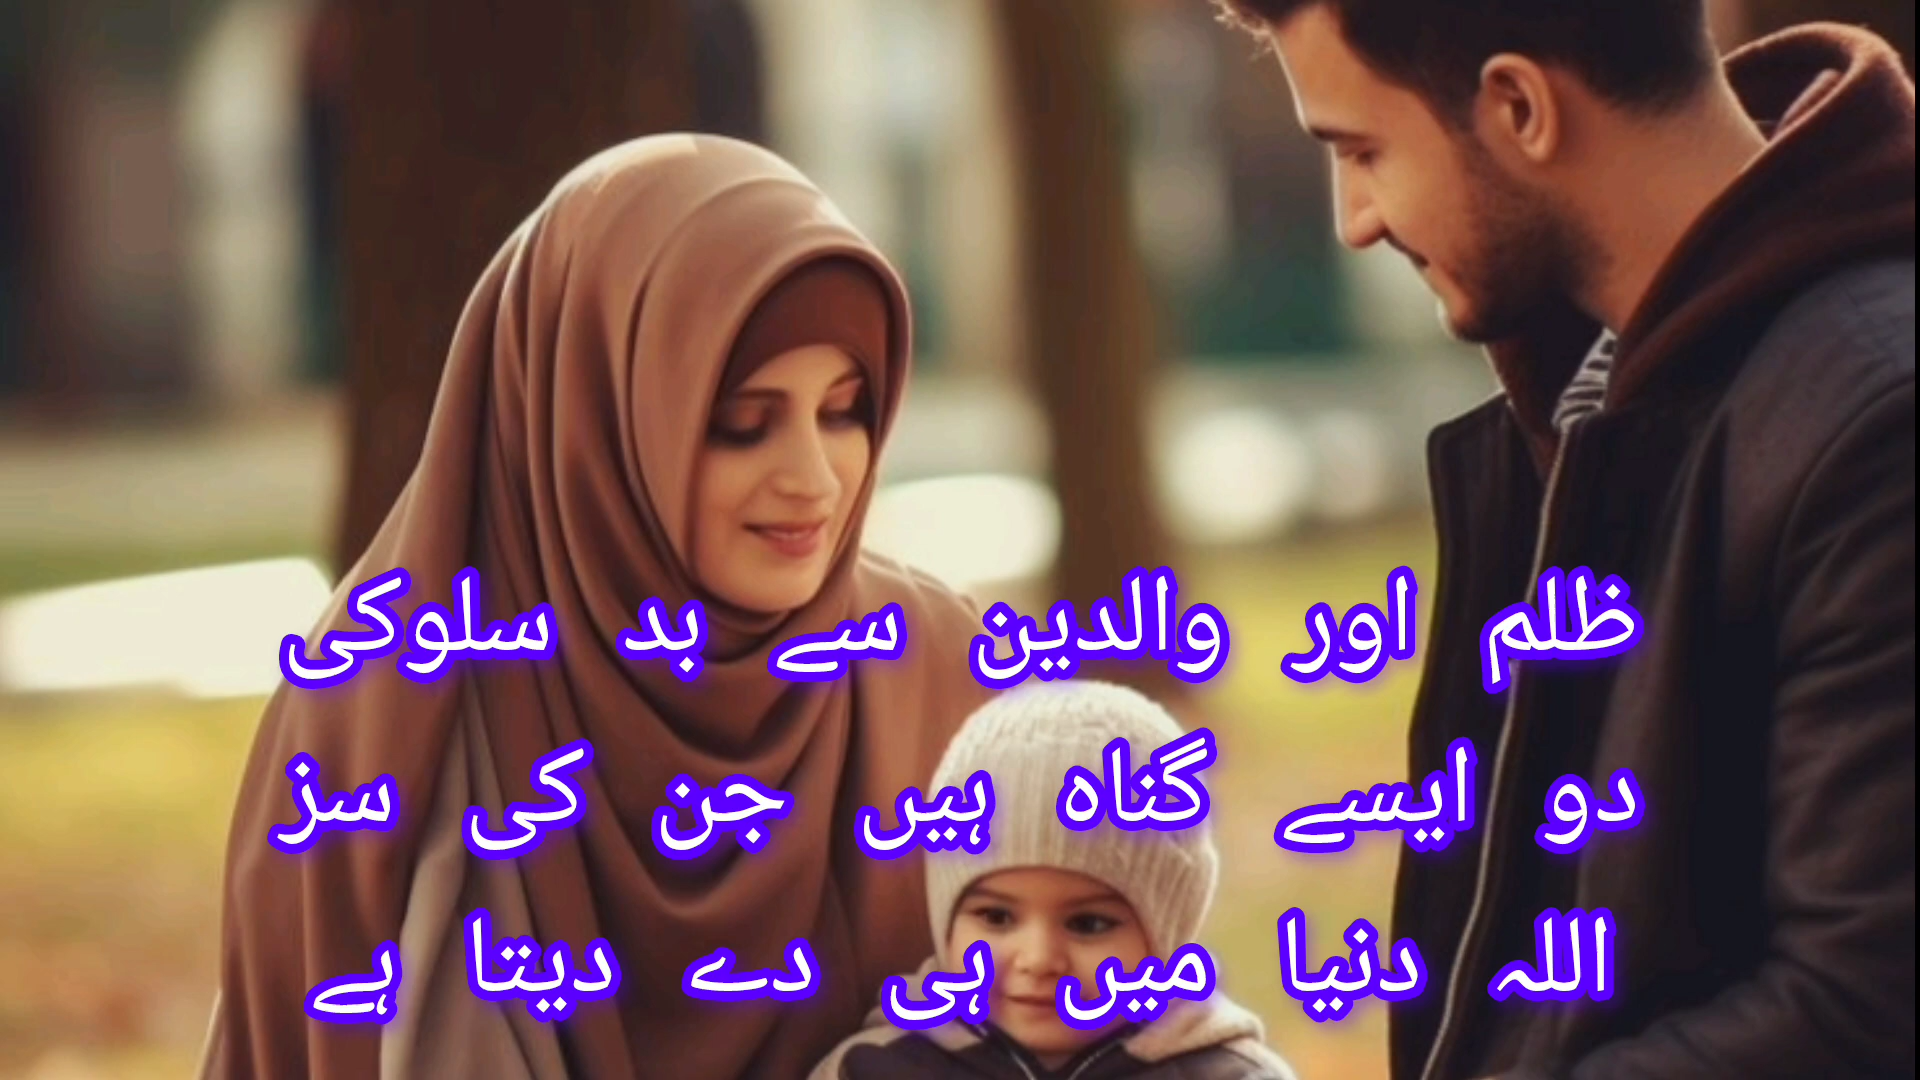 ظلم اور والدین سے بد سلوکی
دو ایسے گناہ ہیں جن کی سز
اللہ دنیا میں ہی دے دیتا ہے